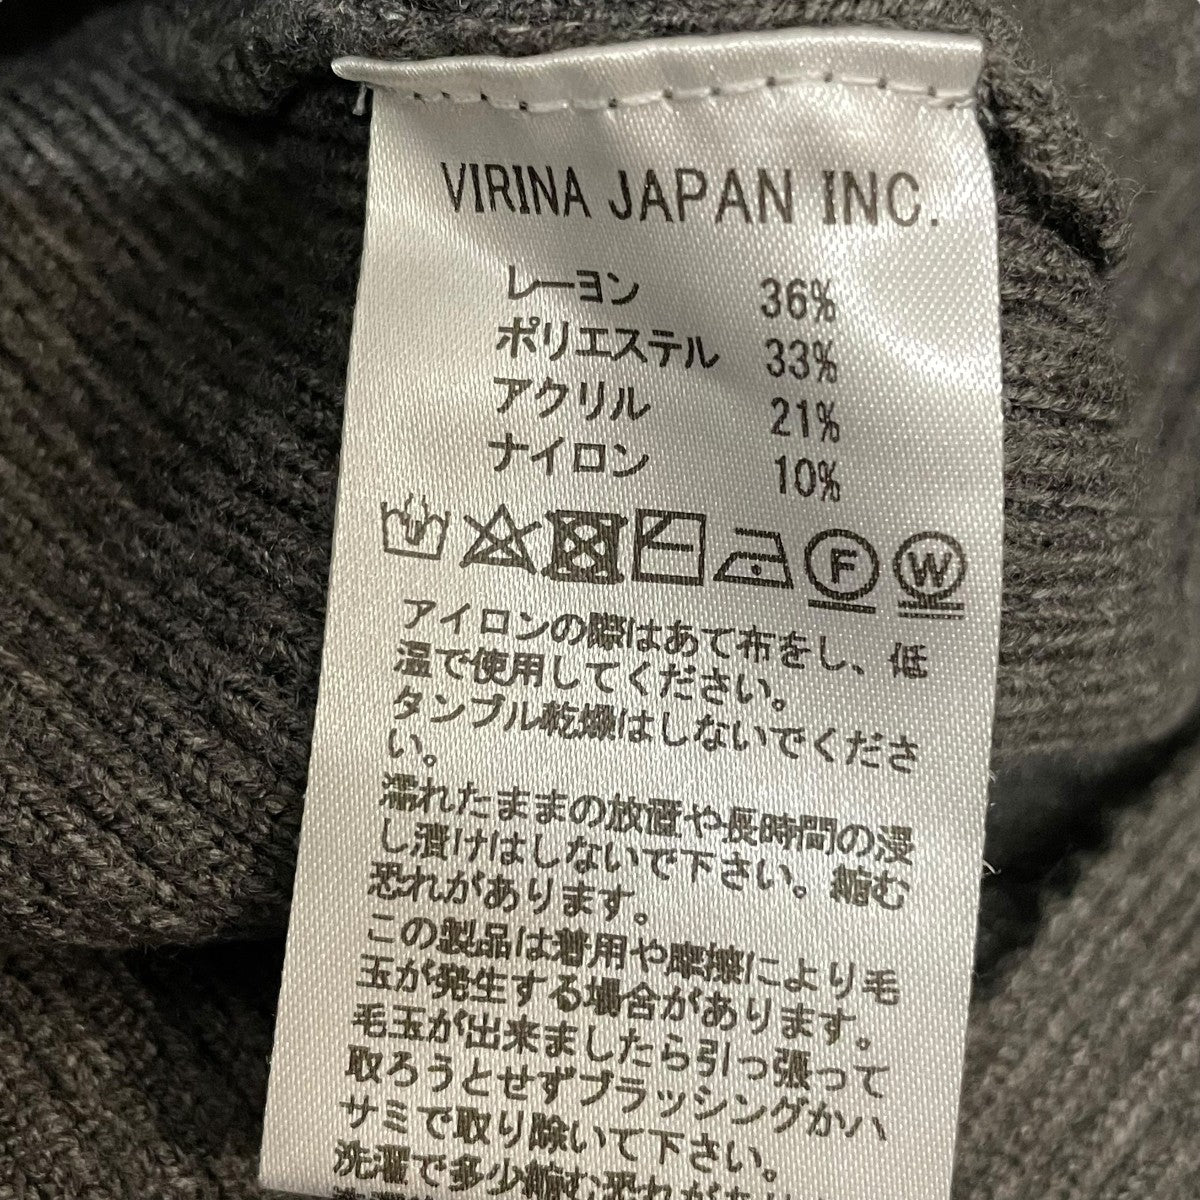 VIRINA JAPAN INC.
レーヨン 36%
ポリエステル 33%
アクリル 21%
ナイロン 10%
F W
アイロンの際はあて布をし、低
温で使用してください。
タンブル乾燥はしないでくださ
い。
濡れたままの放置や長時間の浸
し漬けはしないで下さい。縮む
恐れがあります。
この製品は着用や摩擦により毛
玉が発生する場合があります。
毛玉が出来ましたら引っ張って
取ろうとせずブラッシングかハ
サミで取り除いて下さい。
洗濯で多少縮む恐れがあります